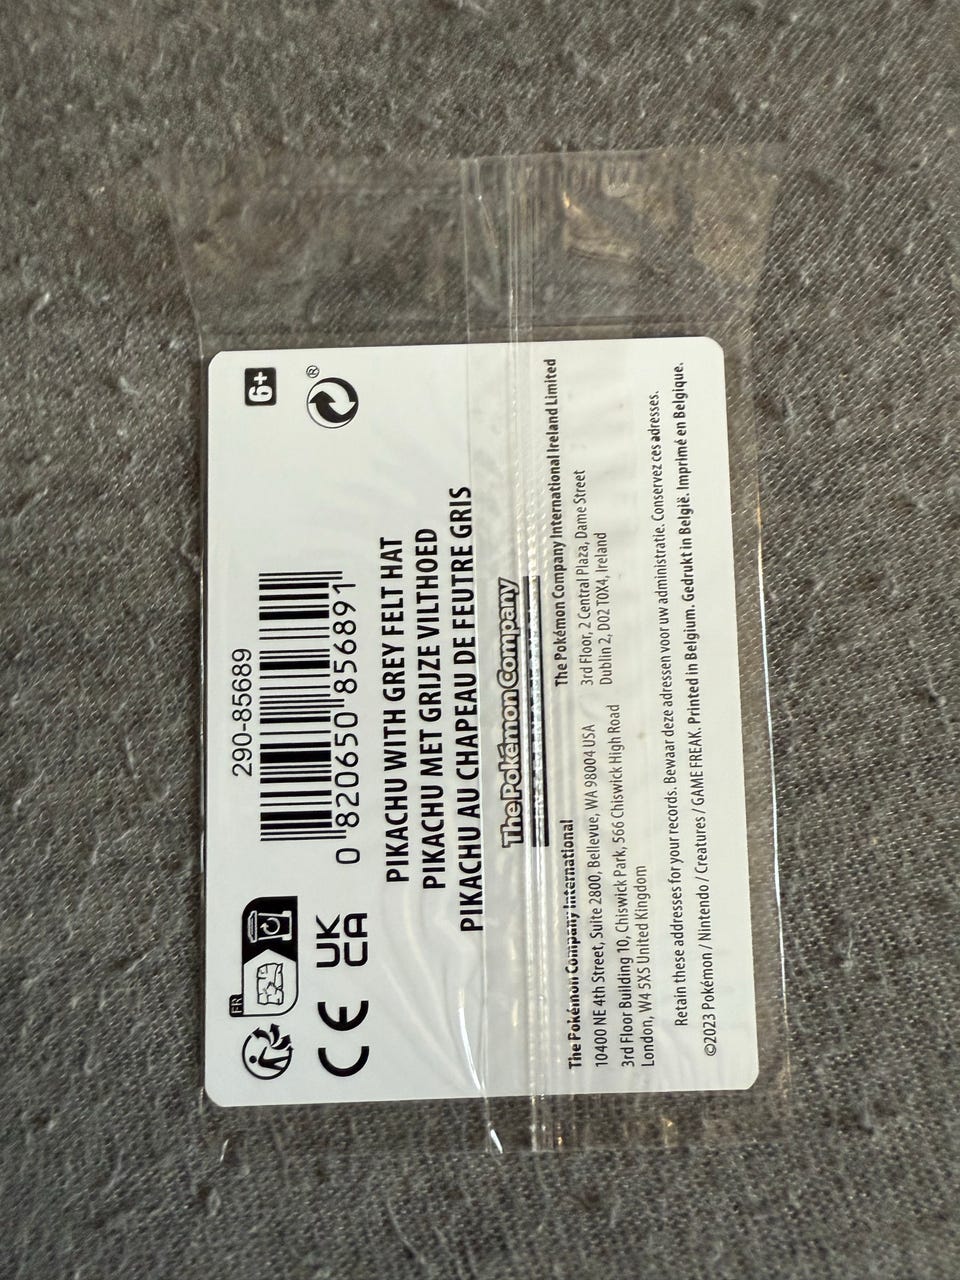 FR
CE
UK
CA
290-85689
0 820650 856891
6+
®
PIKACHU WITH GREY FELT HAT
PIKACHU MET GRIJZE VILTHOED
PIKACHU AU CHAPEAU DE FEUTRE GRIS
The Pokémon Company
The Pokémon Company International
10400 NE 4th Street, Suite 2800, Bellevue, WA 98004 USA
3rd Floor Building 10, Chiswick Park, 566 Chiswick High Road
London, W4 5XS United Kingdom
The Pokémon Company International Ireland Limited
3rd Floor, 2 Central Plaza, Dame Street
Dublin 2, D02 T0X4, Ireland
Retain these addresses for your records. Bewaar deze adressen voor uw administratie. Conservez ces adresses.
©2023 Pokémon / Nintendo / Creatures / GAME FREAK. Printed in Belgium. Gedrukt in België. Imprimé en Belgique.